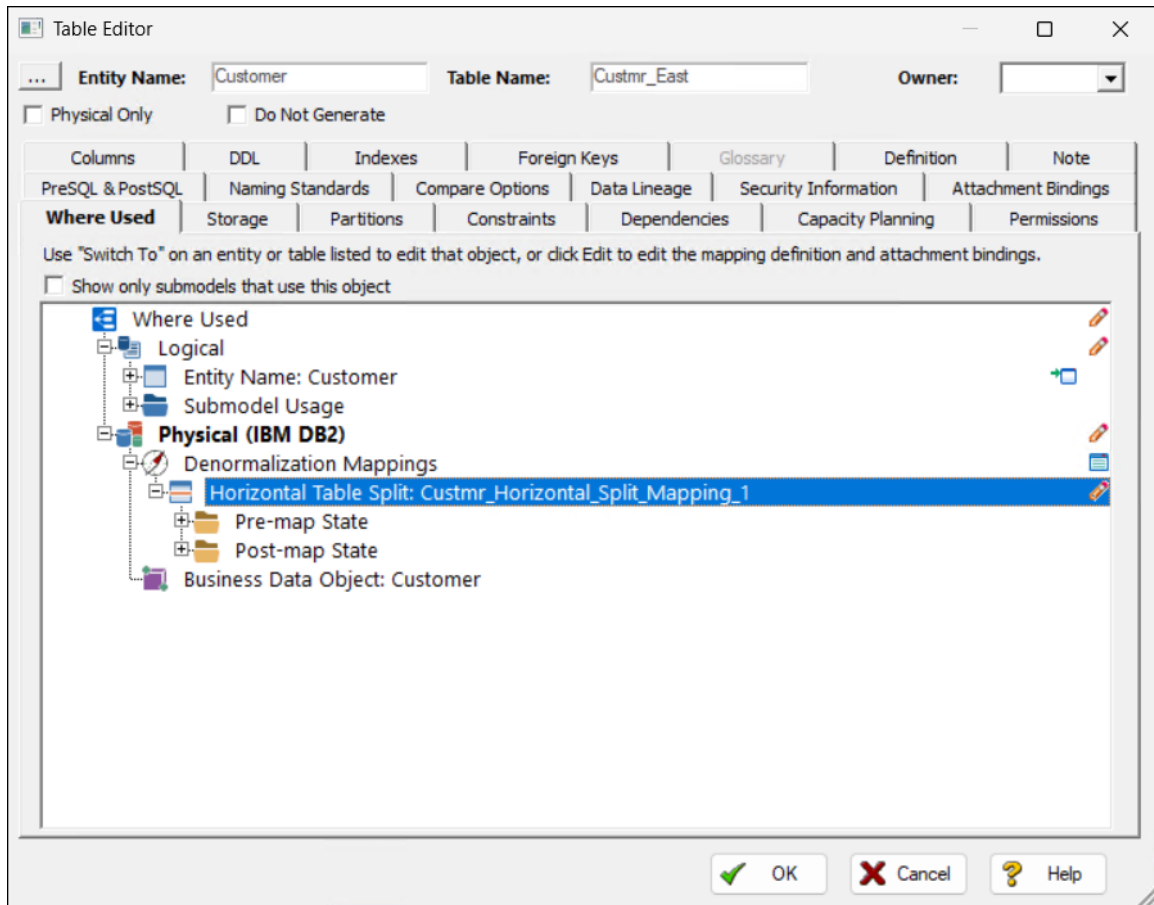 Table Editor
... Entity Name: Customer Table Name: Custmr_East Owner:
Physical Only Do Not Generate
Columns DDL Indexes Foreign Keys Glossary Definition Note
PreSQL & PostSQL Naming Standards Compare Options Data Lineage Security Information Attachment Bindings
Where Used Storage Partitions Constraints Dependencies Capacity Planning Permissions
Use "Switch To" on an entity or table listed to edit that object, or click Edit to edit the mapping definition and attachment bindings.
Show only submodels that use this object
Where Used
Logical
Entity Name: Customer
Submodel Usage
Physical (IBM DB2)
Denormalization Mappings
Horizontal Table Split: Custmr_Horizontal_Split_Mapping_1
Pre-map State
Post-map State
Business Data Object: Customer
OK Cancel Help